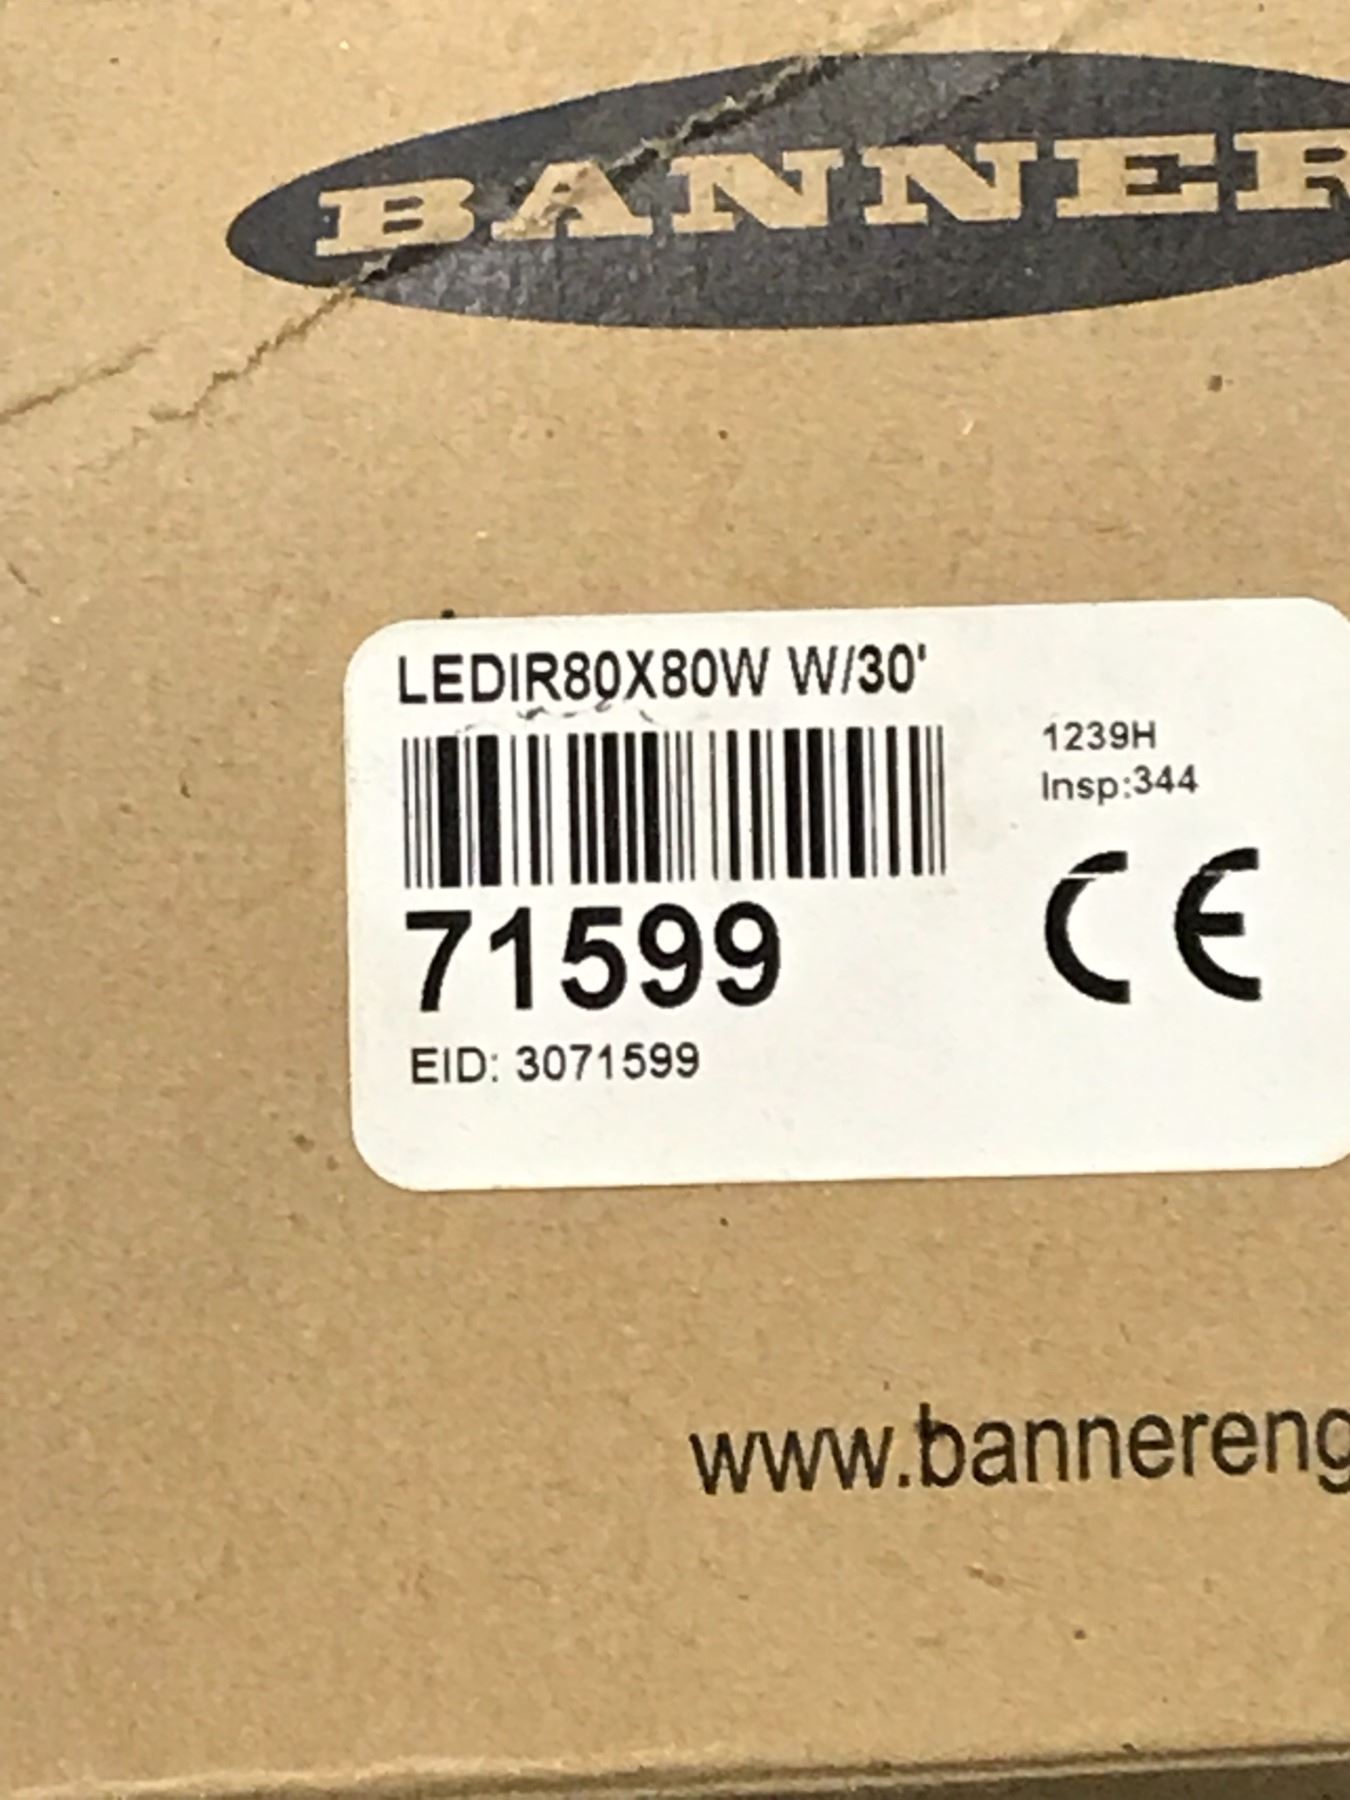 BANNER
LEDIR80X80W W/30'
1239H
Insp:344
CE
71599
EID: 3071599
www.bannereng